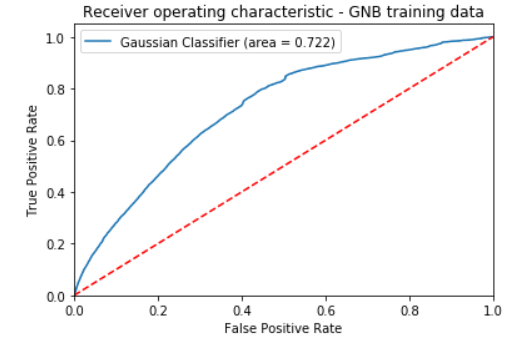 Receiver operating characteristic - GNB training data
Gaussian Classifier (area = 0.722)
True Positive Rate
1.0
0.8
0.6
0.4
0.2
0.0
0.0 0.2 0.4 0.6 0.8 1.0
False Positive Rate